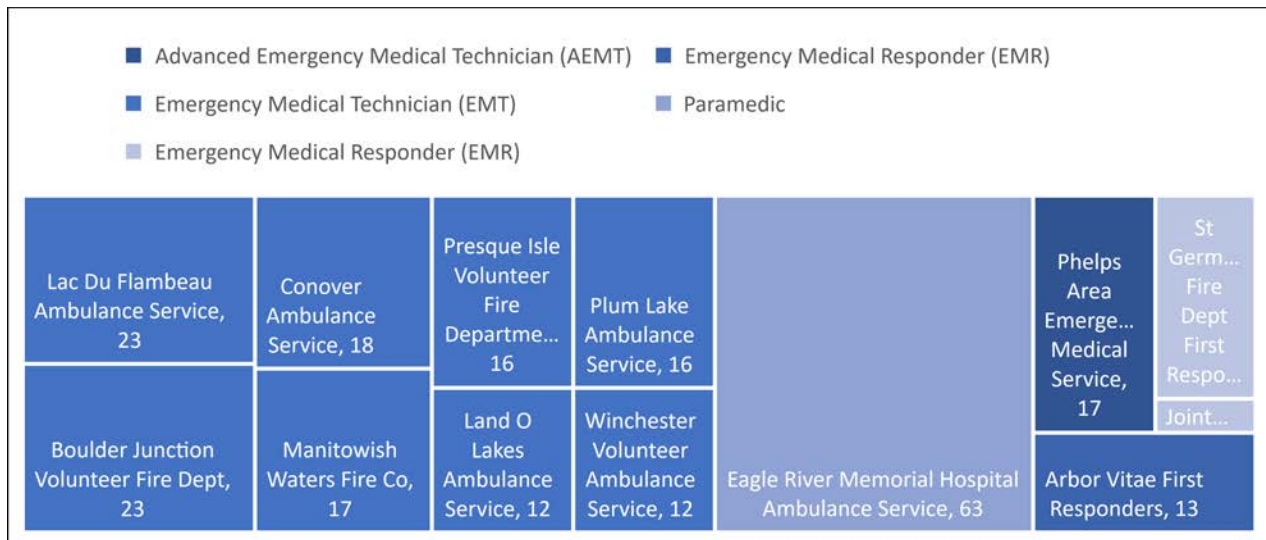 Advanced Emergency Medical Technician (AEMT)
Emergency Medical Responder (EMR)
Emergency Medical Technician (EMT)
Paramedic
Emergency Medical Responder (EMR)
Lac Du Flambeau
Ambulance Service,
23
Boulder Junction
Volunteer Fire Dept,
23
Conover
Ambulance
Service, 18
Manitowish
Waters Fire Co,
17
Presque Isle
Volunteer
Fire
Departme...
16
Land O
Lakes
Ambulance
Service, 12
Plum Lake
Ambulance
Service, 16
Winchester
Volunteer
Ambulance
Service, 12
Eagle River Memorial Hospital
Ambulance Service, 63
Phelps
Area
Emerge...
Medical
Service,
17
St
Germ...
Fire
Dept
First
Respo...
Joint...
Arbor Vitae First
Responders, 13